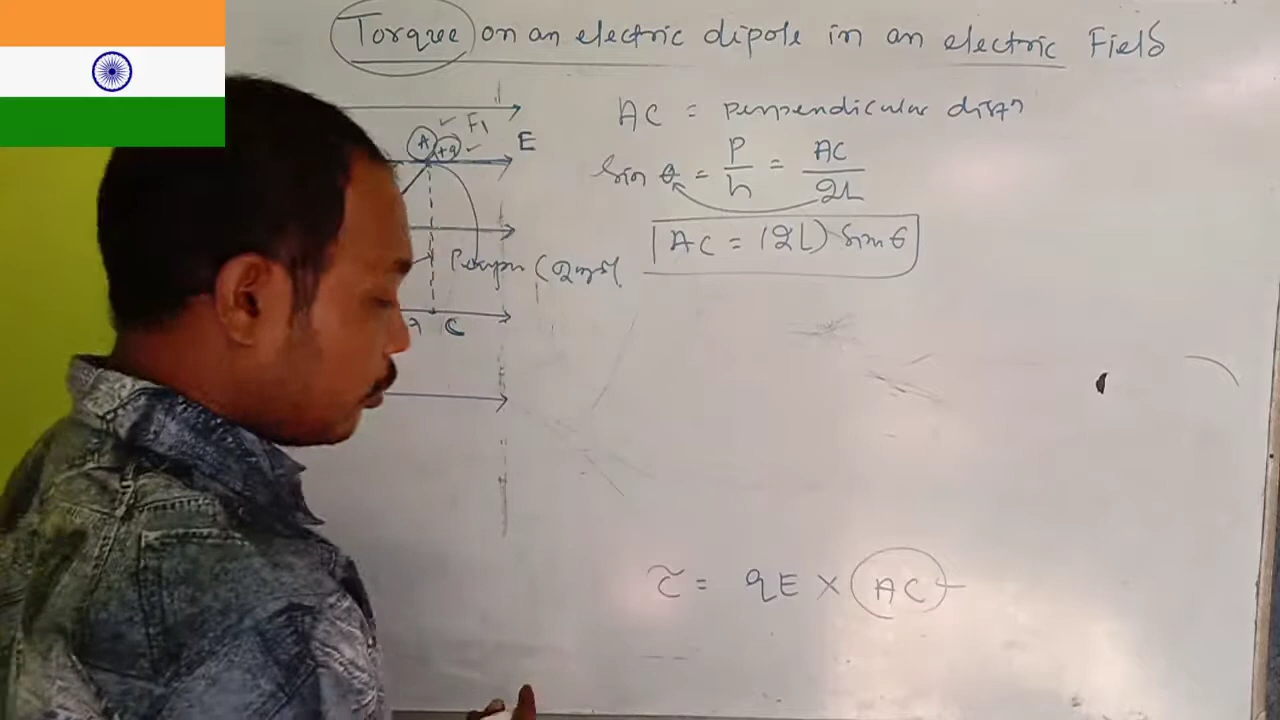 Torque on an electric dipole in an electric Field
AC = perpendicular distn
F1
A +q
E
Sin θ = P/h = AC/2L
AC = (2L) Sin θ
C
τ = qE × AC